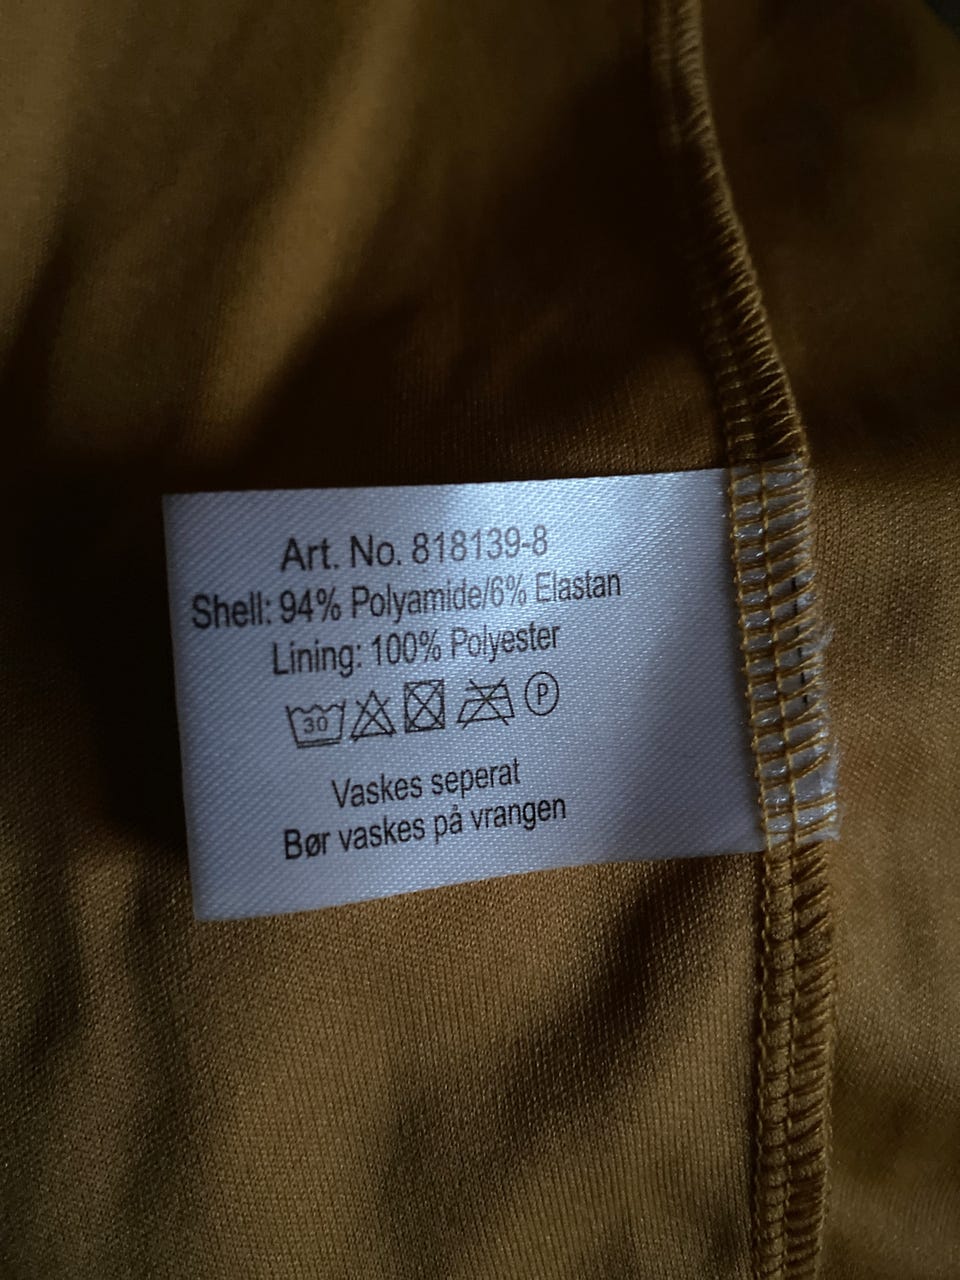 Art. No. 818139-8
Shell: 94% Polyamide/6% Elastan
Lining: 100% Polyester
30 P
Vaskes seperat
Bør vaskes på vrangen